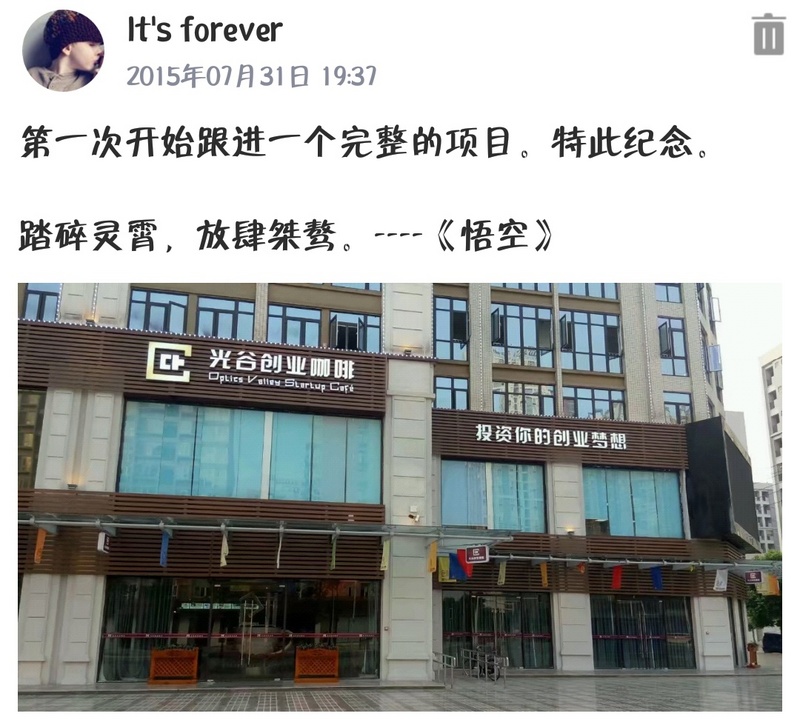 It's forever
2015年07月31日 19:37
第一次开始跟进一个完整的项目。特此纪念。
踏碎灵霄，放肆桀骜。----《悟空》
光谷创业咖啡
Optics Valley Startup Café
投资你的创业梦想